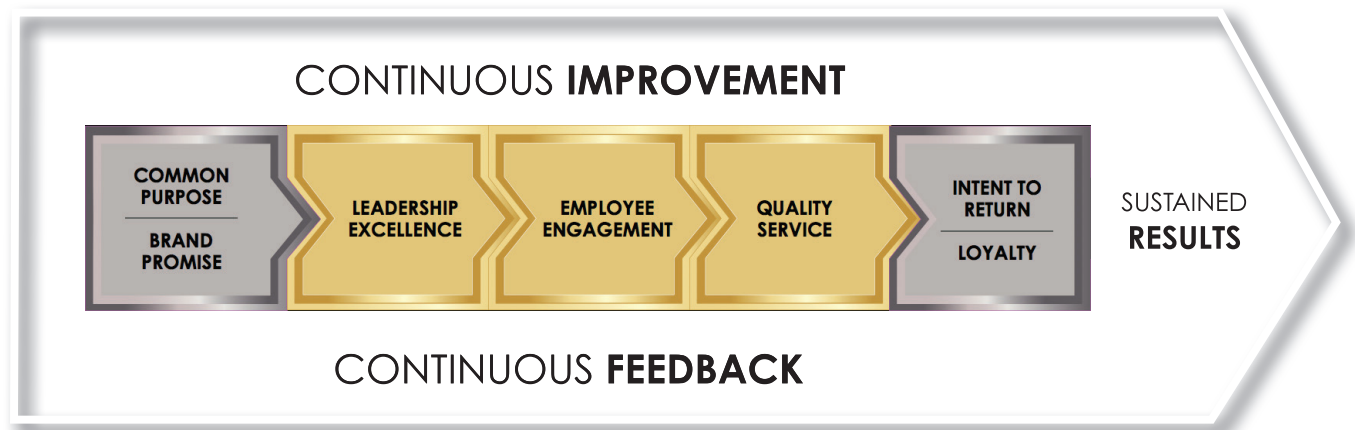 CONTINUOUS IMPROVEMENT
COMMON
PURPOSE
BRAND
PROMISE
LEADERSHIP
EXCELLENCE
EMPLOYEE
ENGAGEMENT
QUALITY
SERVICE
INTENT TO
RETURN
LOYALTY
SUSTAINED
RESULTS
CONTINUOUS FEEDBACK